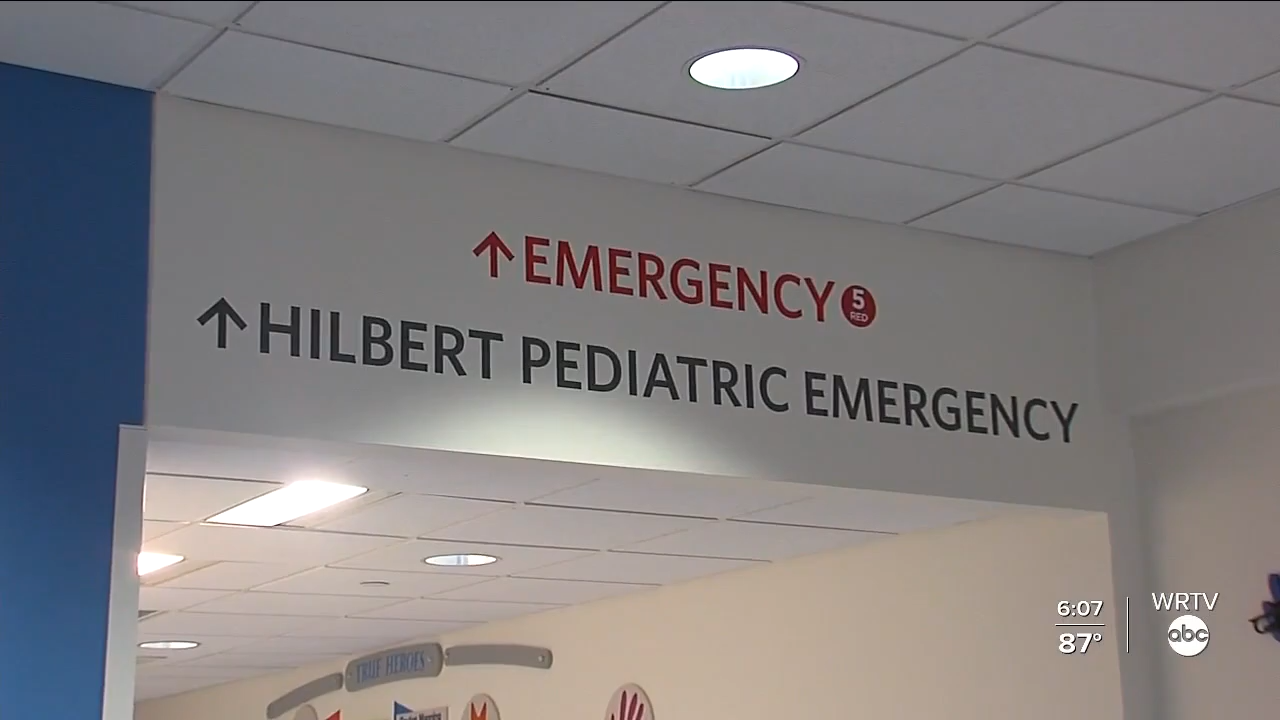 ↑ EMERGENCY 5 RED
↑ HILBERT PEDIATRIC EMERGENCY
TRUE HEROES
6:07
87°
WRTV
abc